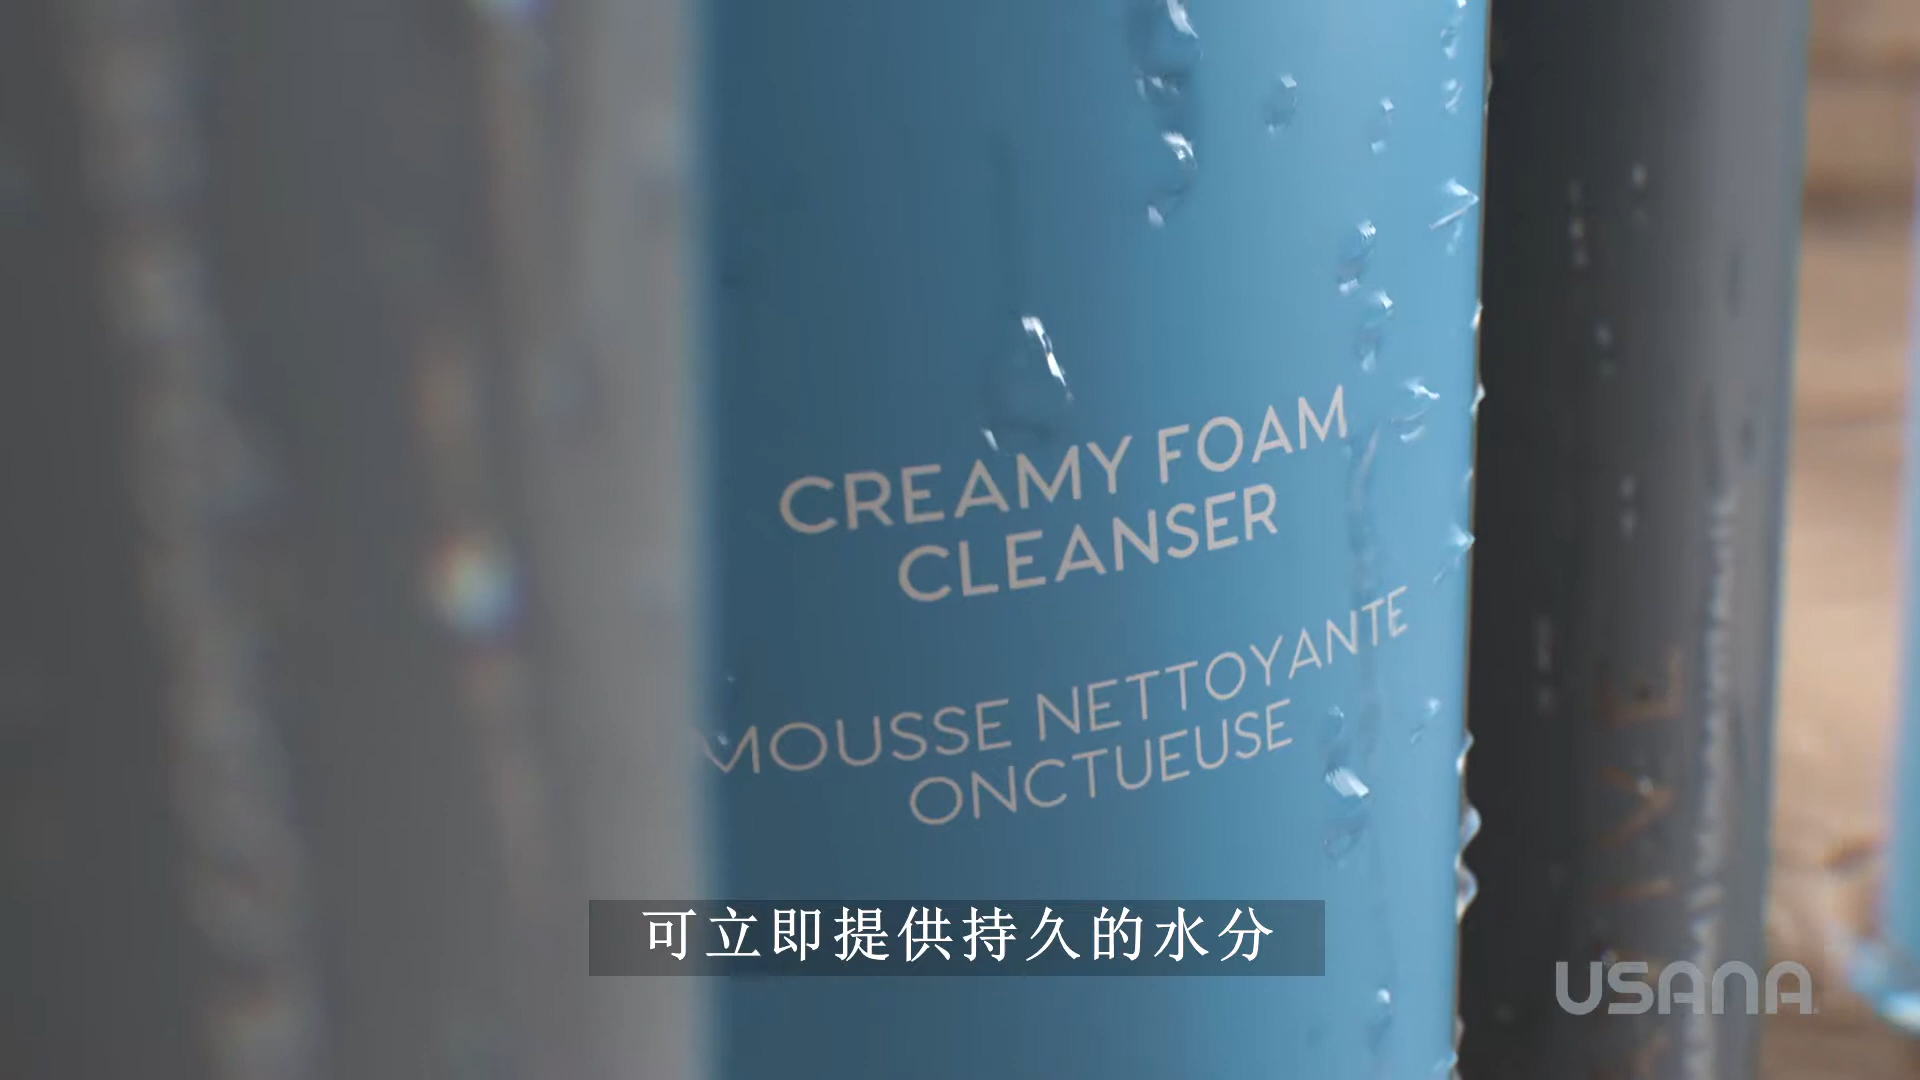 CREAMY FOAM
CLEANSER
MOUSSE NETTOYANTE
ONCTUEUSE
可立即提供持久的水分
USANA